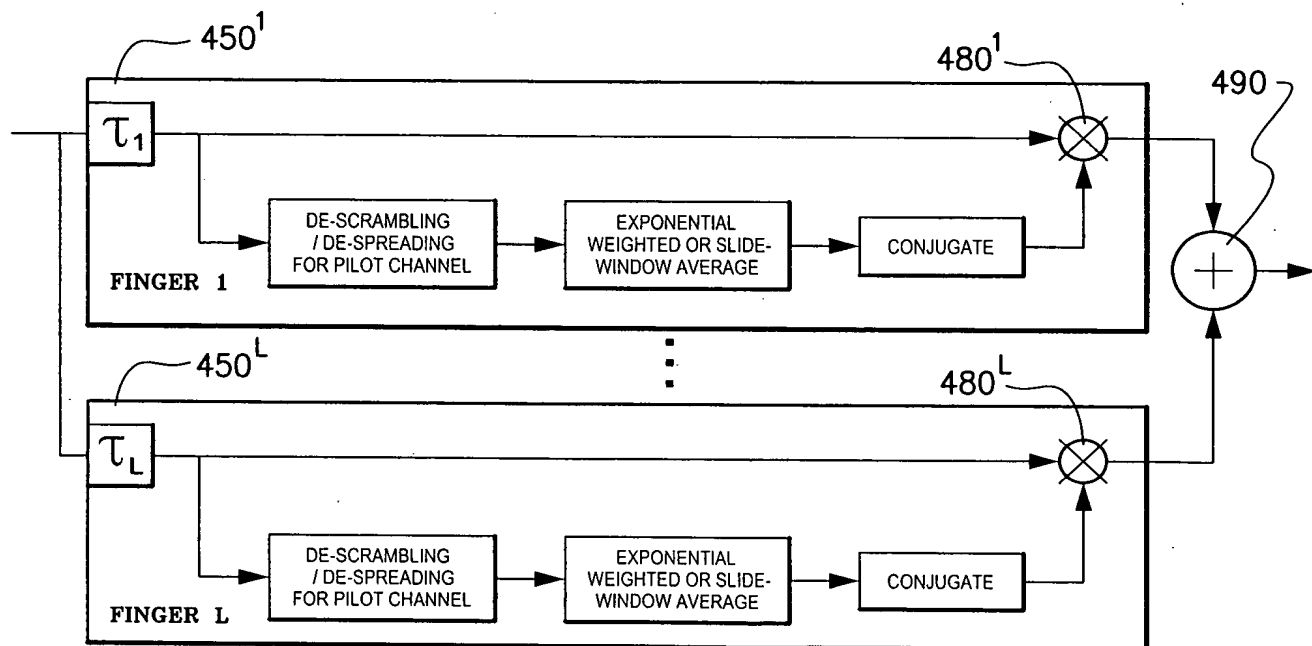 450¹
480¹
490
τ₁
DE-SCRAMBLING
/ DE-SPREADING
FOR PILOT CHANNEL
EXPONENTIAL
WEIGHTED OR SLIDE-
WINDOW AVERAGE
CONJUGATE
FINGER 1
450ᴸ
480ᴸ
τL
DE-SCRAMBLING
/ DE-SPREADING
FOR PILOT CHANNEL
EXPONENTIAL
WEIGHTED OR SLIDE-
WINDOW AVERAGE
CONJUGATE
FINGER L